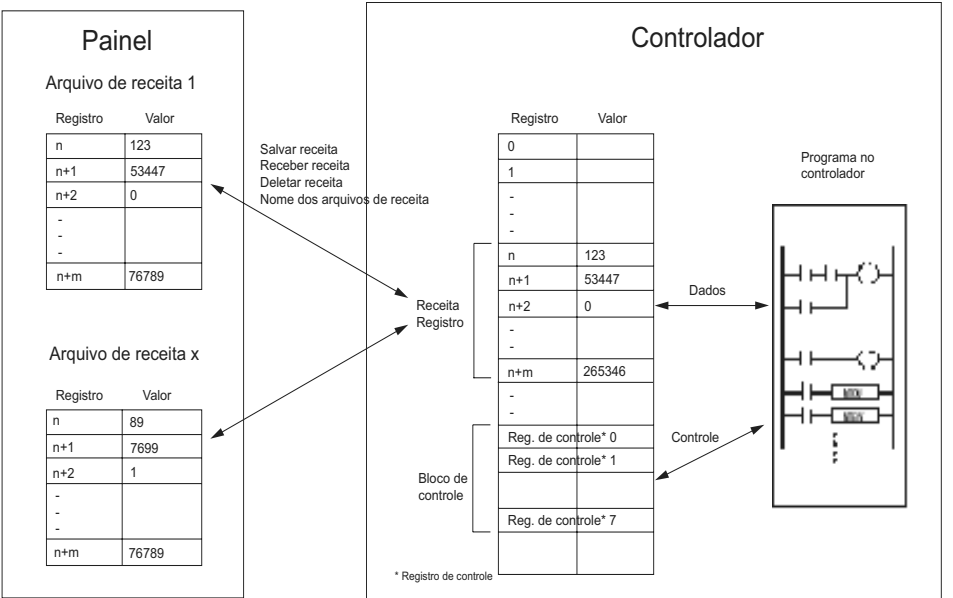 Painel
Arquivo de receita 1
Registro Valor
n 123
n+1 53447
n+2 0
-
-
-
n+m 76789
Arquivo de receita x
Registro Valor
n 89
n+1 7699
n+2 1
-
-
-
n+m 76789
Salvar receita
Receber receita
Deletar receita
Nome dos arquivos de receita
Controlador
Registro Valor
0
1
-
-
-
n 123
n+1 53447
n+2 0
-
-
n+m 265346
-
-
Reg. de controle* 0
Reg. de controle* 1
Reg. de controle* 7
Receita
Registro
Bloco de
controle
* Registro de controle
Dados
Controle
Programa no
controlador